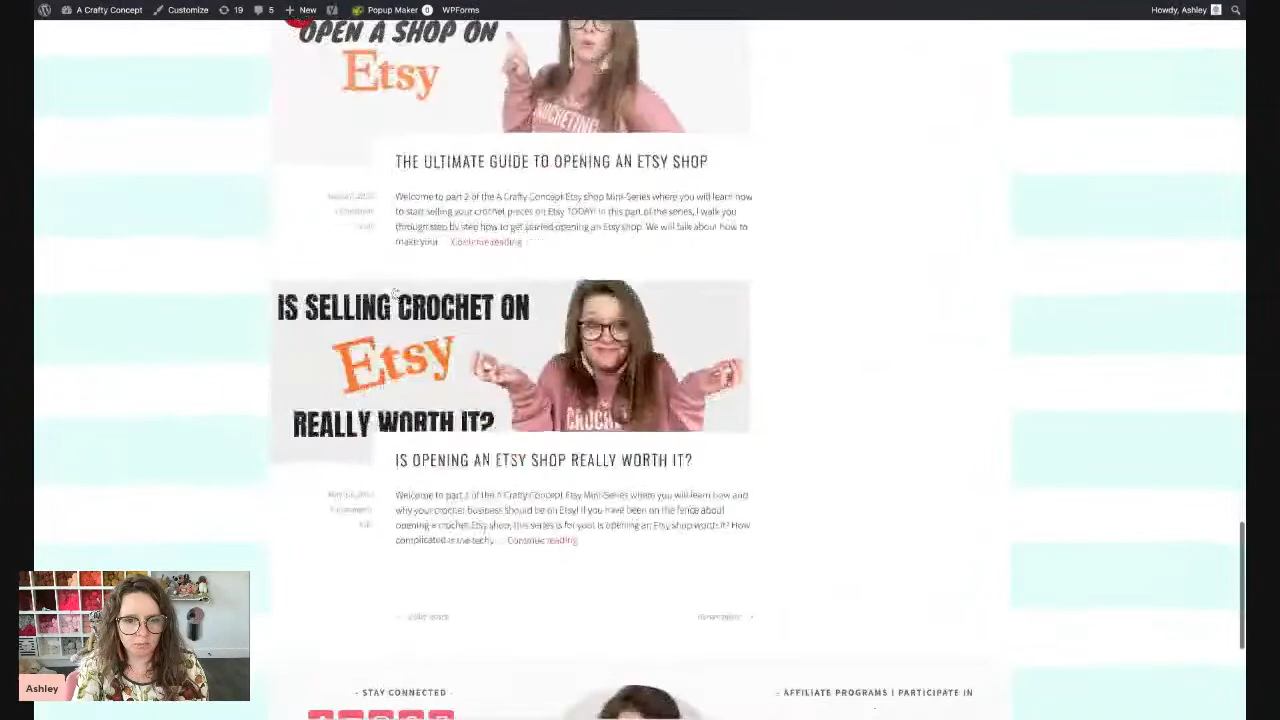 A Crafty Concept Customize 19 5 New Popup Maker 0 WPForms Howdy, Ashley
OPEN A SHOP ON
Etsy
CROCHETING
THE ULTIMATE GUIDE TO OPENING AN ETSY SHOP
Welcome to part 2 of the A Crafty Concept Etsy shop Mini-Series where you will learn how
to start selling your crochet pieces on Etsy TODAY! In this part of the series, I walk you
through step by step how to get started opening an Etsy shop. We will talk about how to
make your Continue reading
IS SELLING CROCHET ON
Etsy
REALLY WORTH IT?
IS OPENING AN ETSY SHOP REALLY WORTH IT?
Welcome to part 1 of the A Crafty Concept Etsy Mini-Series where you will learn how and
why your crochet business should be on Etsy! If you have been on the fence about
opening a crochet Etsy shop, this series is for you! Is opening an Etsy shop worth it? How
complicated is the techy Continue reading
- STAY CONNECTED -
- AFFILIATE PROGRAMS I PARTICIPATE IN
-
Ashley